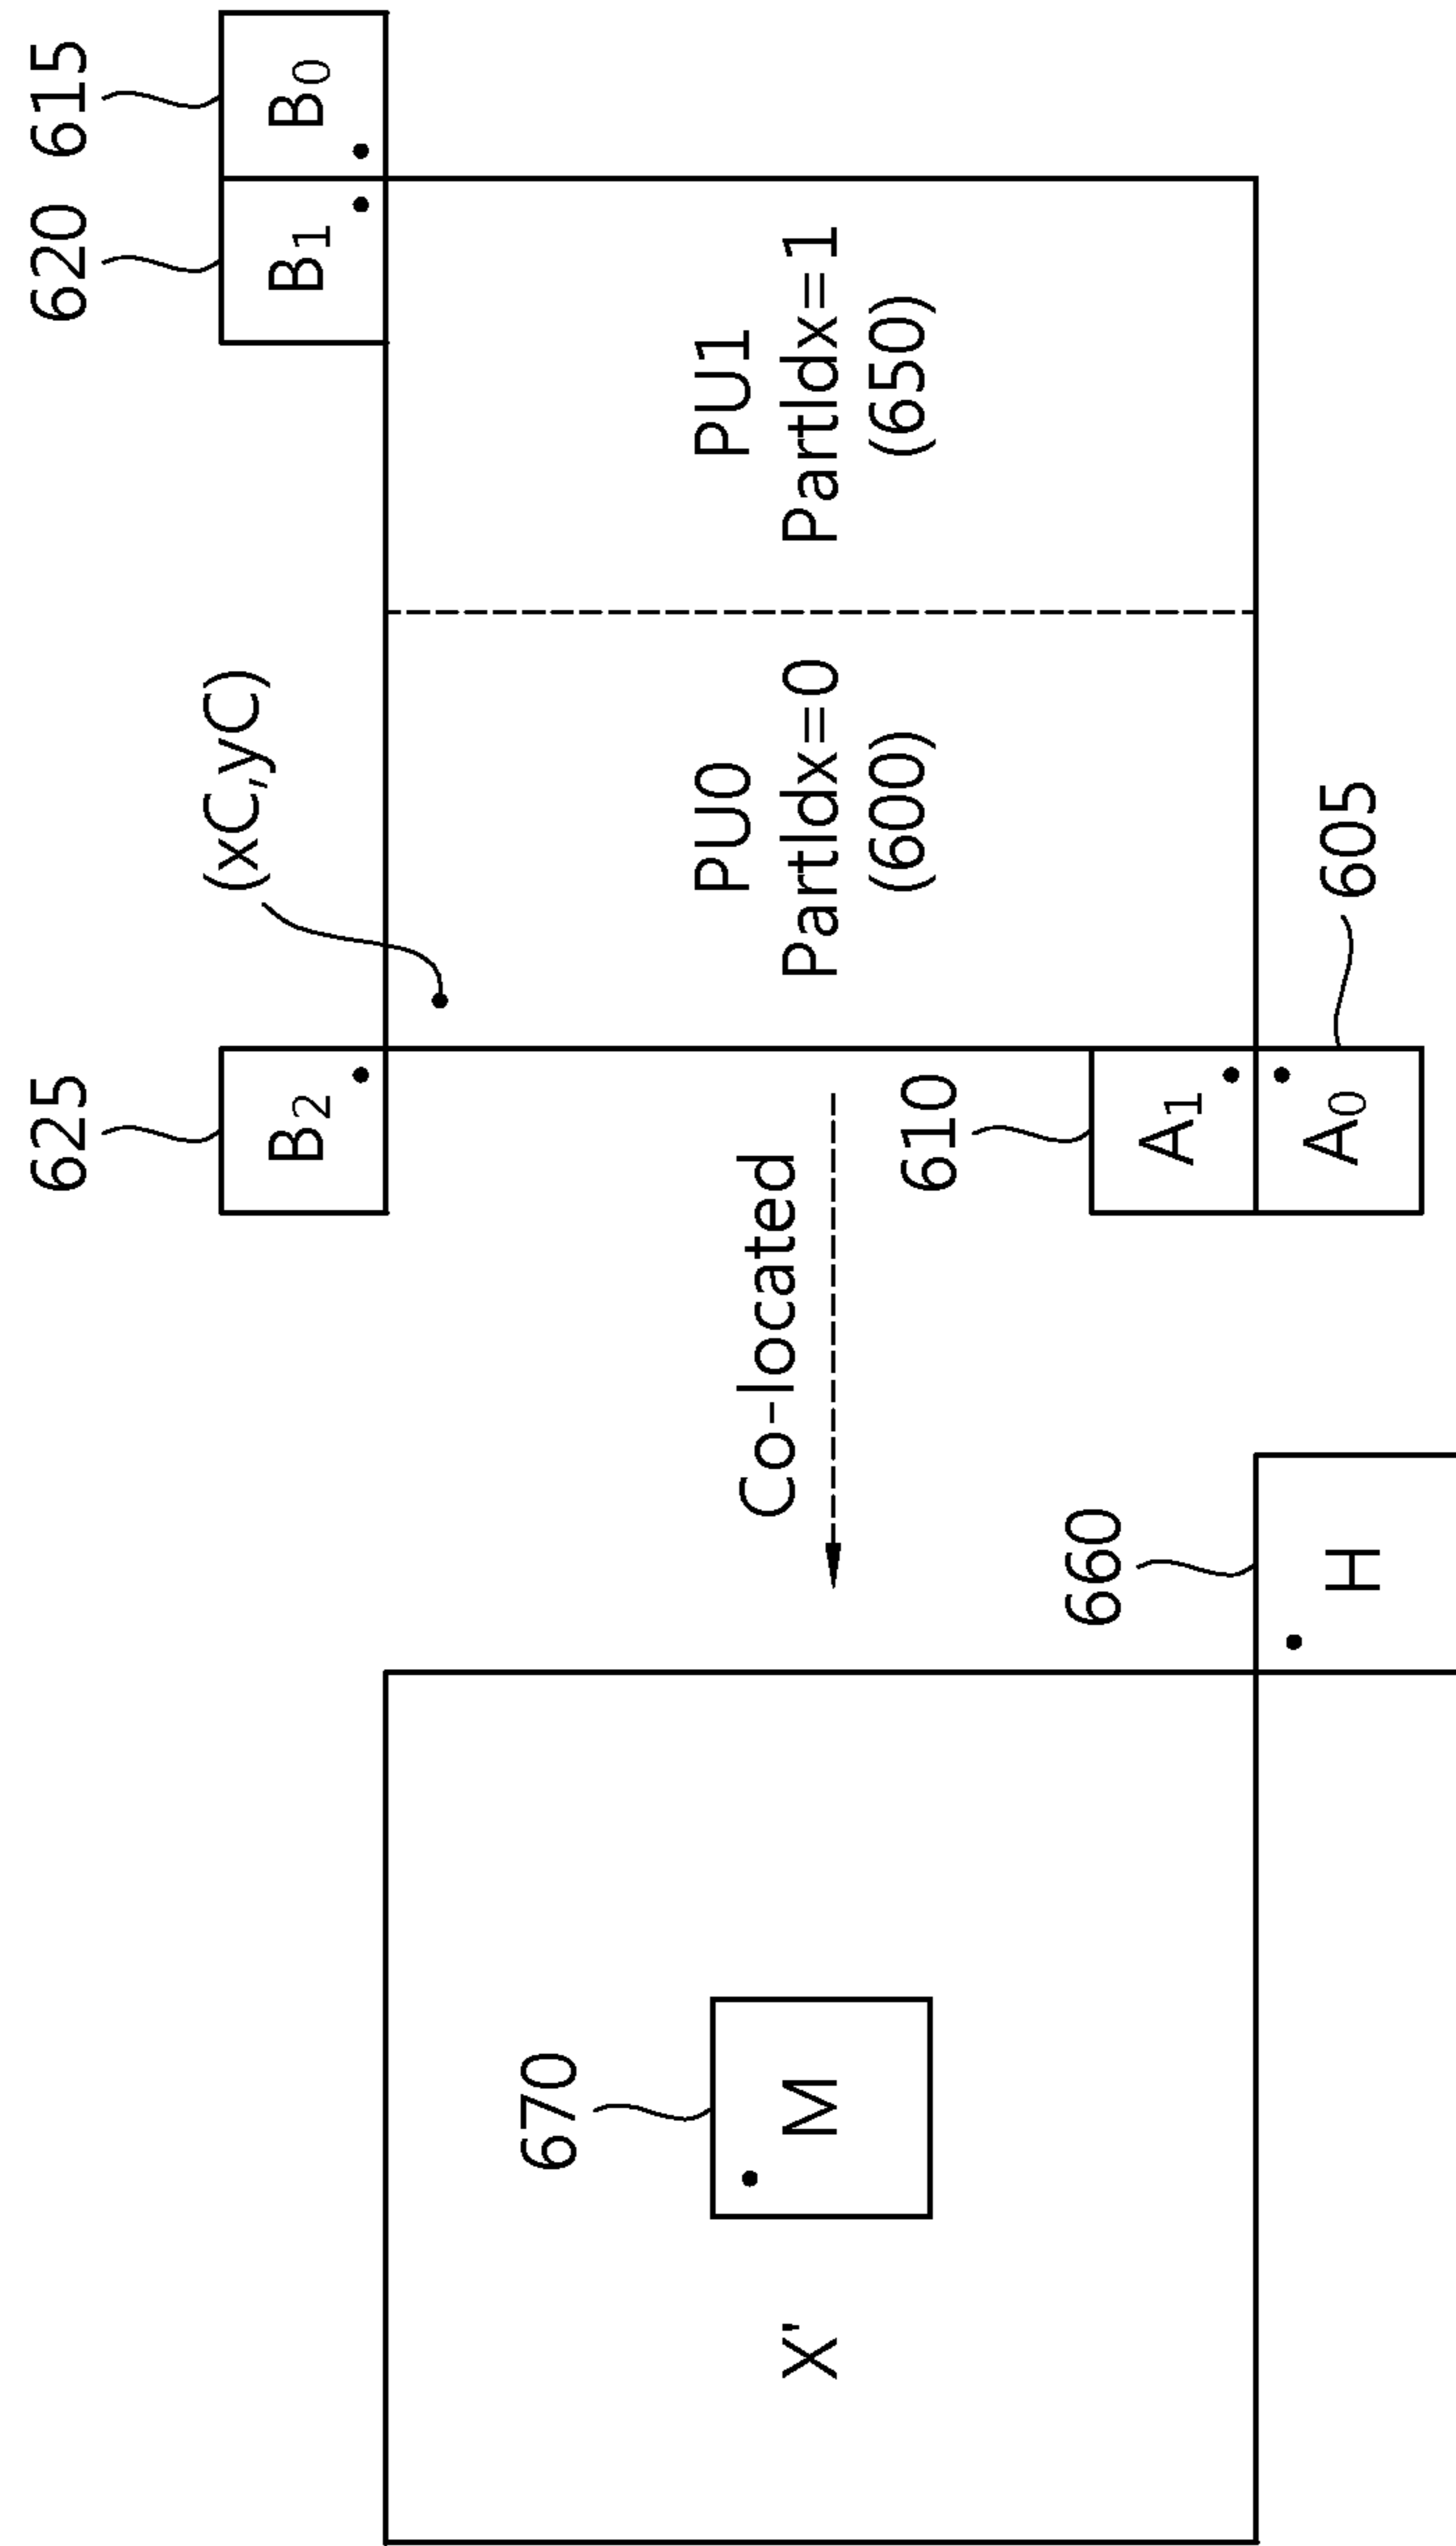 670
X'
M
660
H
Co-located
625
B2
(xC,yC)
620
615
B1
B0
PU0
PartIdx=0
(600)
PU1
PartIdx=1
(650)
610
A1
A0
605